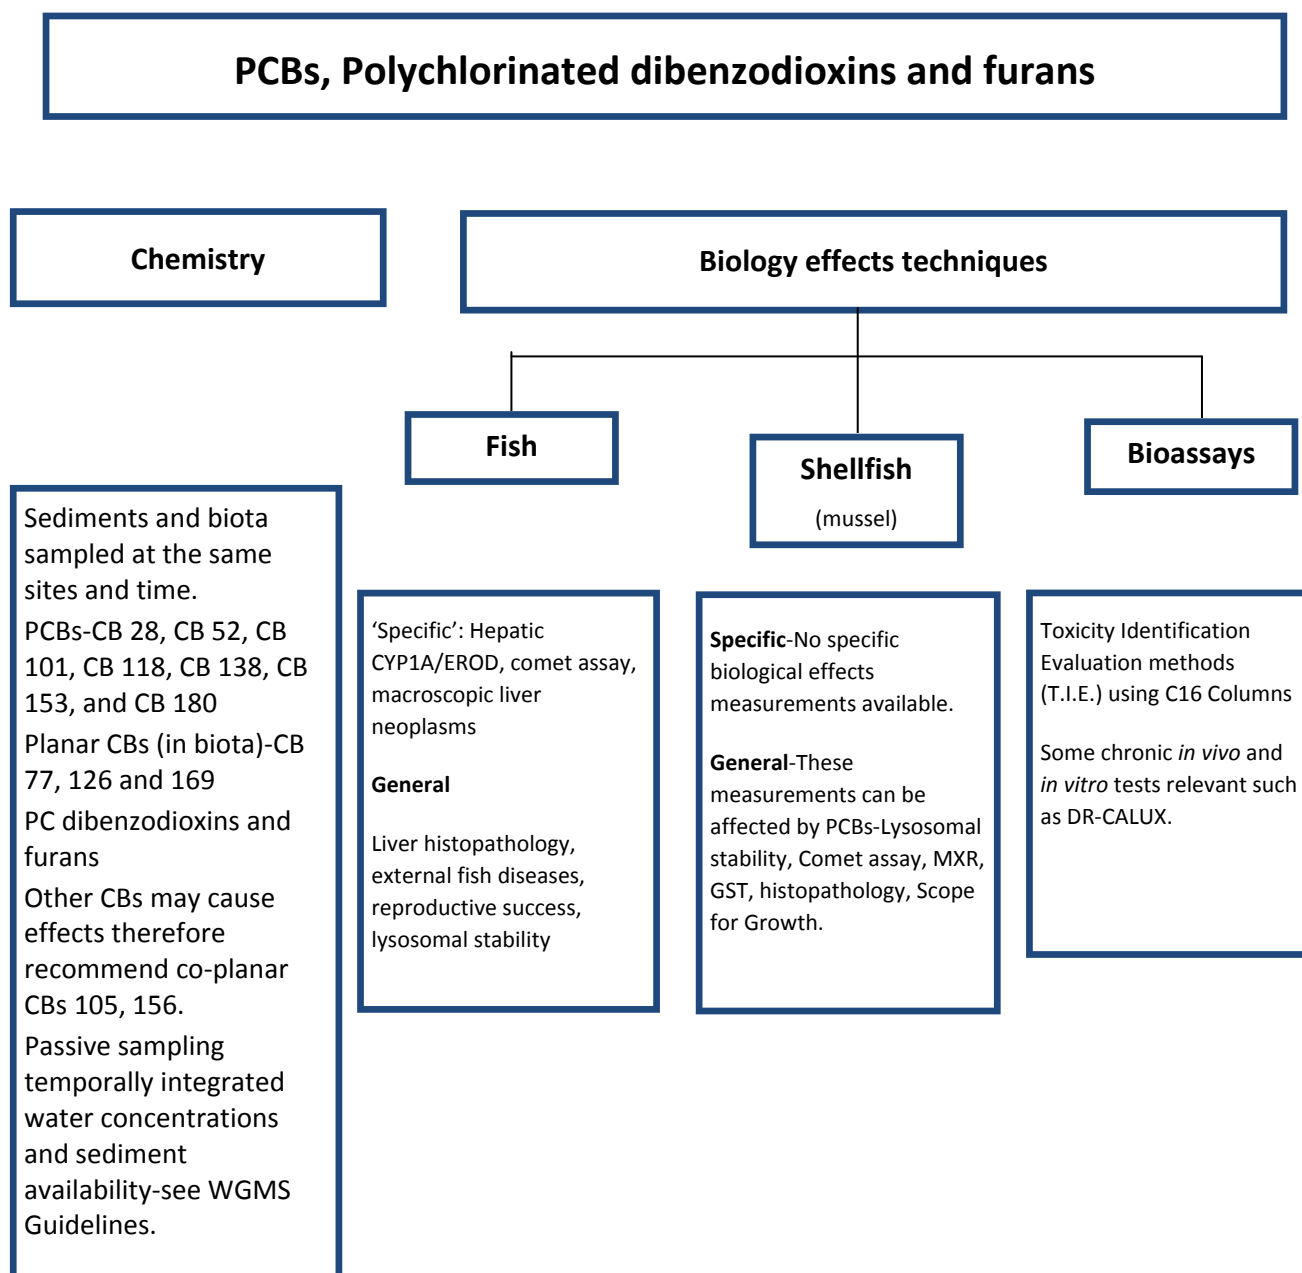 PCBs, Polychlorinated dibenzodioxins and furans
Chemistry
Biology effects techniques
Fish
Shellfish
(mussel)
Bioassays
Sediments and biota
sampled at the same
sites and time.
PCBs-CB 28, CB 52, CB
101, CB 118, CB 138, CB
153, and CB 180
Planar CBs (in biota)-CB
77, 126 and 169
PC dibenzodioxins and
furans
Other CBs may cause
effects therefore
recommend co-planar
CBs 105, 156.
Passive sampling
temporally integrated
water concentrations
and sediment
availability-see WGMS
Guidelines.
‘Specific’: Hepatic
CYP1A/EROD, comet assay,
macroscopic liver
neoplasms
General
Liver histopathology,
external fish diseases,
reproductive success,
lysosomal stability
Specific-No specific
biological effects
measurements available.
General-These
measurements can be
affected by PCBs-Lysosomal
stability, Comet assay, MXR,
GST, histopathology, Scope
for Growth.
Toxicity Identification
Evaluation methods
(T.I.E.) using C16 Columns
Some chronic in vivo and
in vitro tests relevant such
as DR-CALUX.